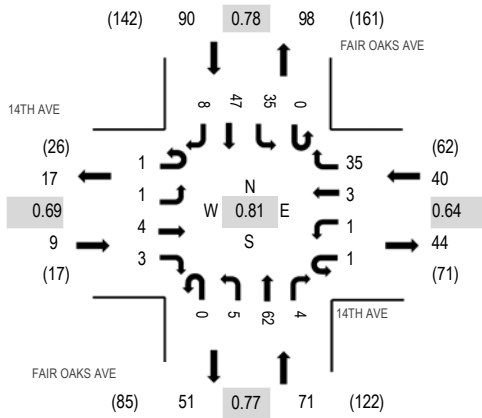 (142) 90 0.78 98 (161)
FAIR OAKS AVE
8 47 35 0
14TH AVE
(26) 1 35 (62)
17 1 N 3 40
0.69 W 0.81 E 0.64
9 4 S 1 44
(17) 3 1 (71)
0 5 62 4
14TH AVE
FAIR OAKS AVE
(85) 51 0.77 71 (122)